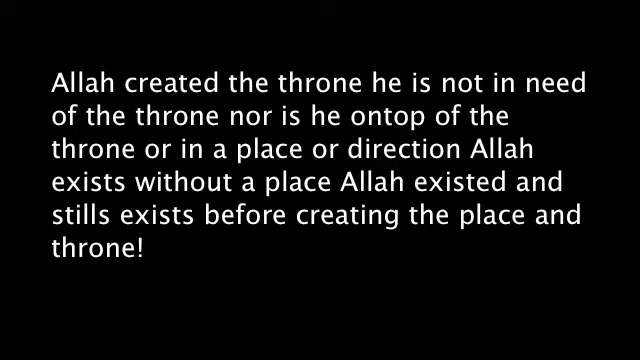 Allah created the throne he is not in need
of the throne nor is he ontop of the
throne or in a place or direction Allah
exists without a place Allah existed and
stills exists before creating the place and
throne!